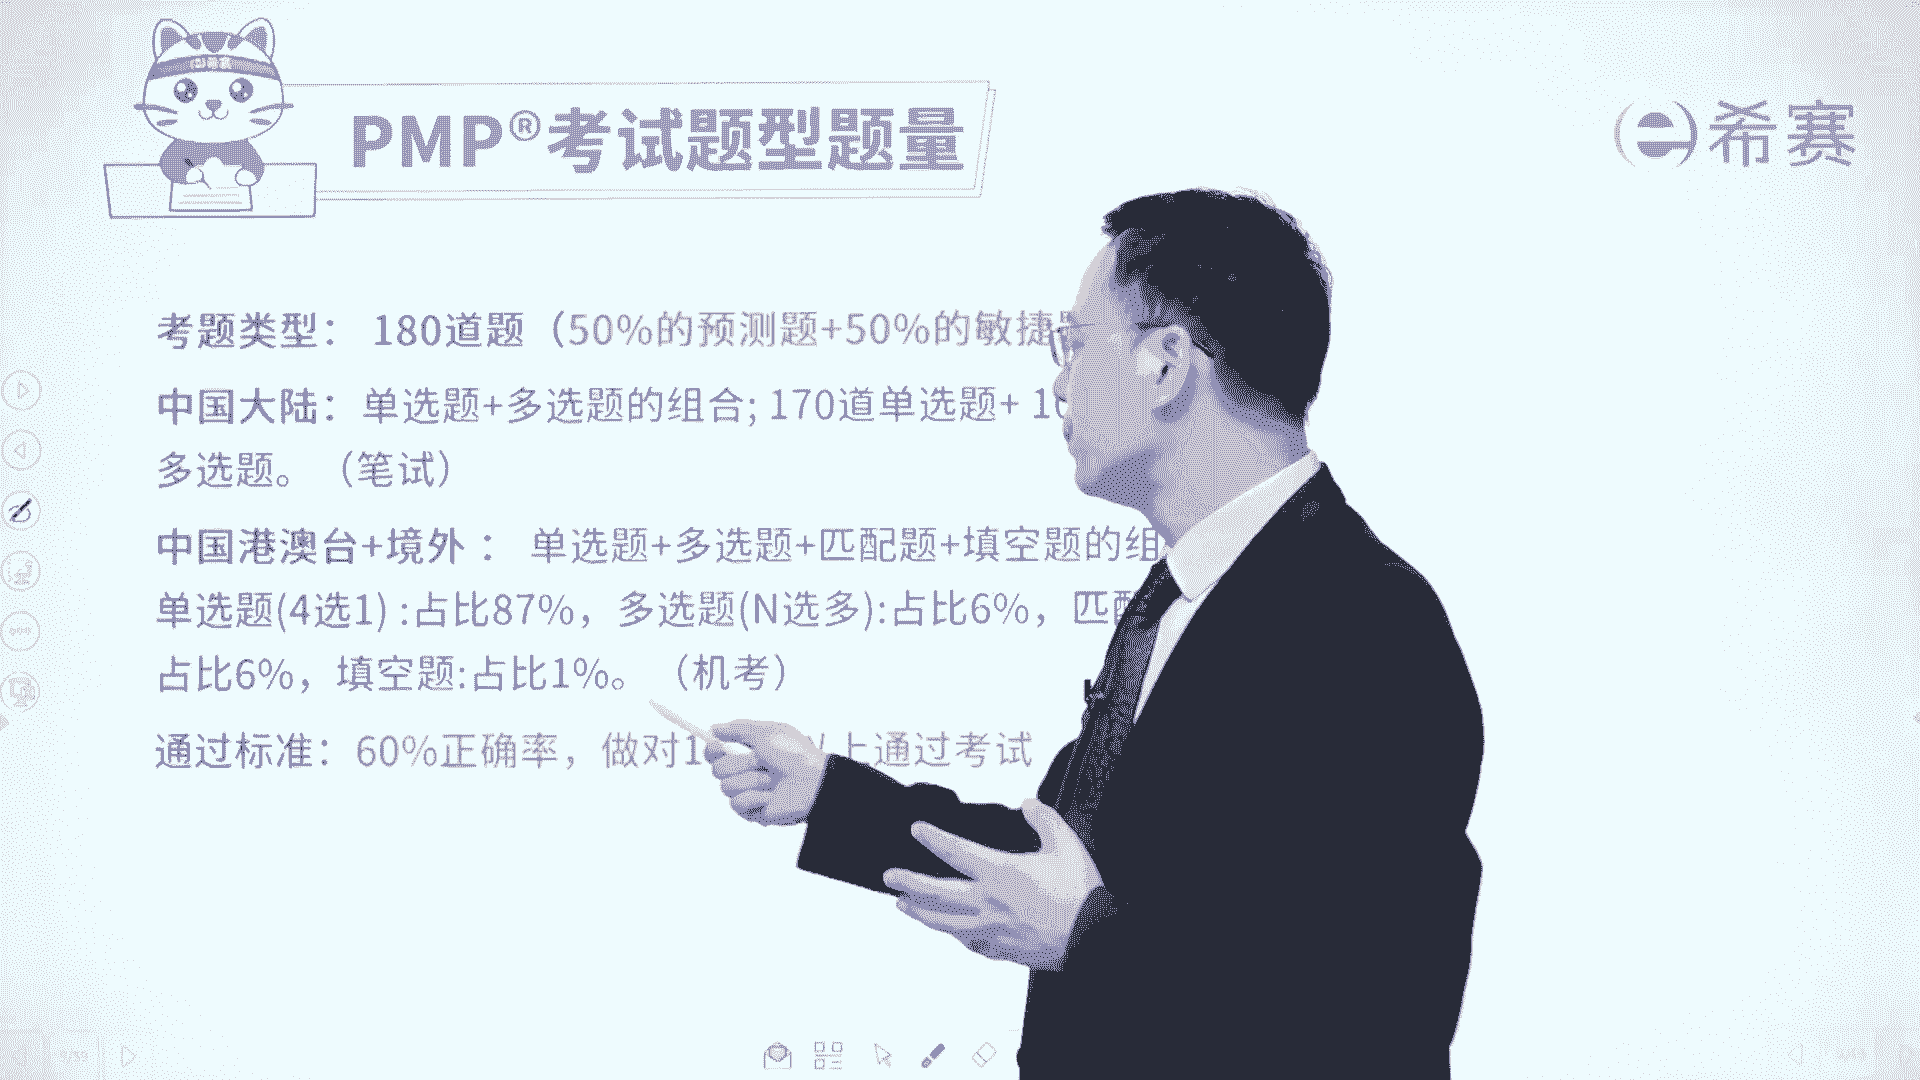 PMP®考试题型题量
希赛
考题类型： 180道题（50%的预测题+50%的敏捷
中国大陆：单选题+多选题的组合; 170道单选题+ 10
多选题。（笔试）
中国港澳台+境外 ： 单选题+多选题+匹配题+填空题的组
单选题(4选1) :占比87%，多选题(N选多):占比6%，匹配
占比6%，填空题:占比1%。（机考）
通过标准：60%正确率，做对1 以上通过考试